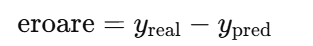 eroare = y_real − y_pred